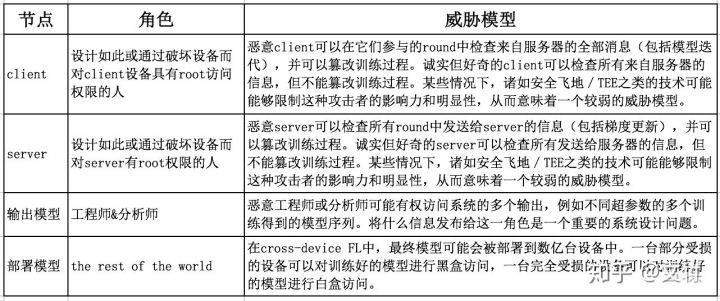 节点 角色 威胁模型
client
设计如此或通过破坏设备而
对client设备具有root访问
权限的人
恶意client可以在它们参与的round中检查来自服务器的全部消息（包括模型迭
代），并可以篡改训练过程。诚实但好奇的client可以检查所有来自服务器的
信息，但不能篡改训练过程。某些情况下，诸如安全飞地／TEE之类的技术可能
能够限制这种攻击者的影响力和明显性，从而意味着一个较弱的威胁模型。
server
设计如此或通过破坏设备而
对server有root权限的人
恶意server可以检查所有round中发送给server的信息（包括梯度更新），并可
以篡改训练过程。诚实但好奇的server可以检查所有发送给服务器的信息，但
不能篡改训练过程。某些情况下，诸如安全飞地／TEE之类的技术可能能够限制
这种攻击者的影响力和明显性，从而意味着一个较弱的威胁模型。
输出模型 工程师&分析师
恶意工程师或分析师可能有权访问系统的多个输出，例如不同超参数的多个训
练得到的模型序列。将什么信息发布给这一角色是一个重要的系统设计问题。
部署模型 the rest of the world
在cross-device FL中，最终模型可能会被部署到数亿台设备中。一台部分受损
的设备可以对训练好的模型进行黑盒访问，一台完全受损的设备可以对训练好
的模型进行白盒访问。
知乎